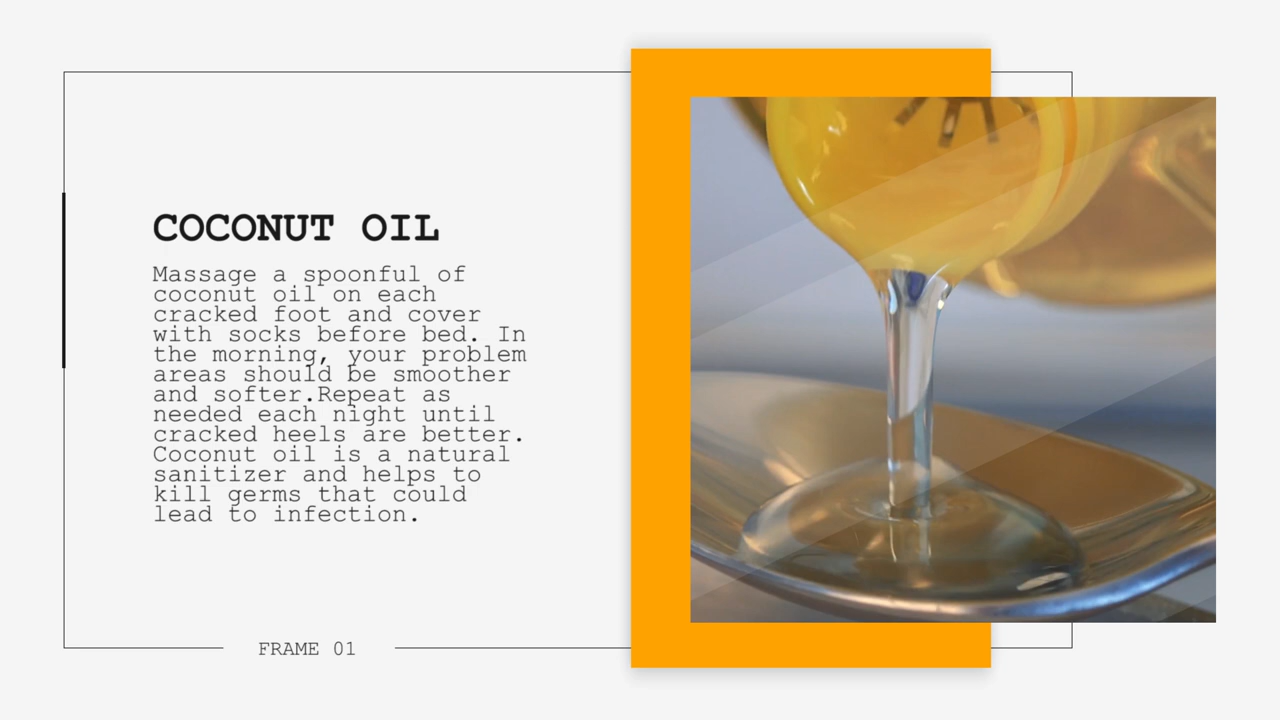 COCONUT OIL
Massage a spoonful of
coconut oil on each
cracked foot and cover
with socks before bed. In
the morning, your problem
areas should be smoother
and softer.Repeat as
needed each night until
cracked heels are better.
Coconut oil is a natural
sanitizer and helps to
kill germs that could
lead to infection.
FRAME 01